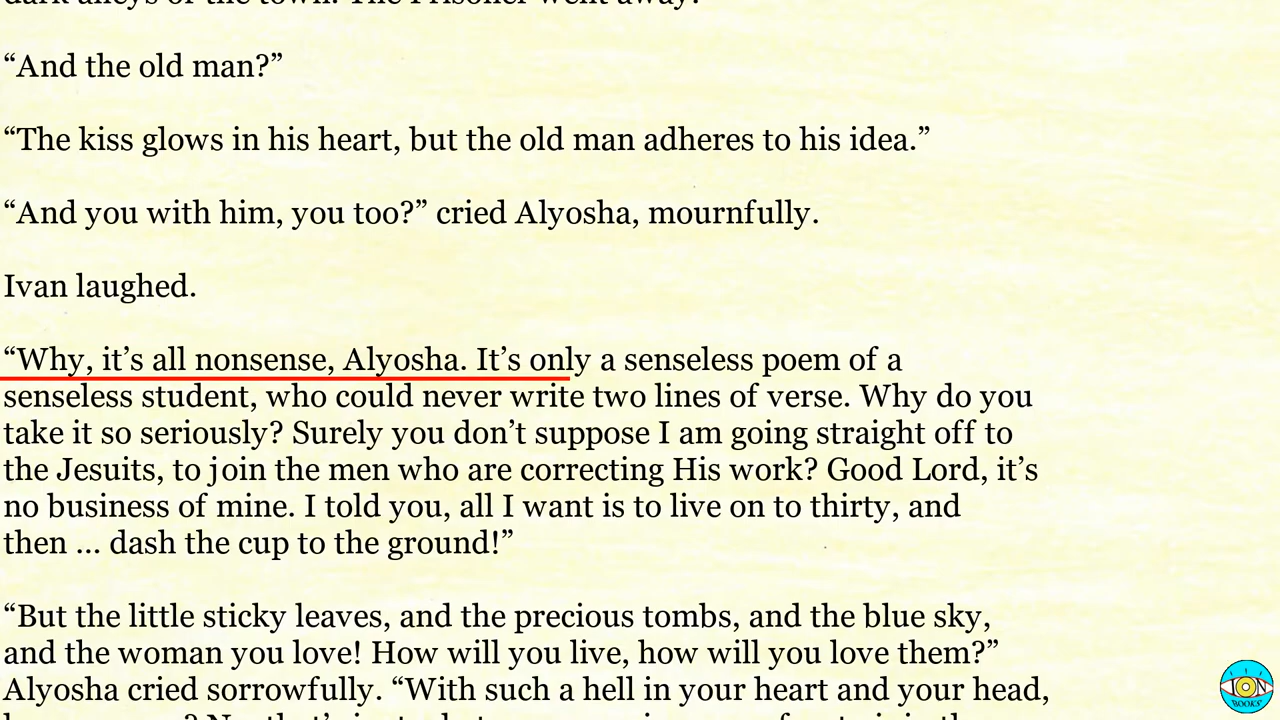 “And the old man?”
“The kiss glows in his heart, but the old man adheres to his idea.”
“And you with him, you too?” cried Alyosha, mournfully.
Ivan laughed.
“Why, it’s all nonsense, Alyosha. It’s only a senseless poem of a
senseless student, who could never write two lines of verse. Why do you
take it so seriously? Surely you don’t suppose I am going straight off to
the Jesuits, to join the men who are correcting His work? Good Lord, it’s
no business of mine. I told you, all I want is to live on to thirty, and
then ... dash the cup to the ground!”
“But the little sticky leaves, and the precious tombs, and the blue sky,
and the woman you love! How will you live, how will you love them?”
Alyosha cried sorrowfully. “With such a hell in your heart and your head,
ION
BOOKS